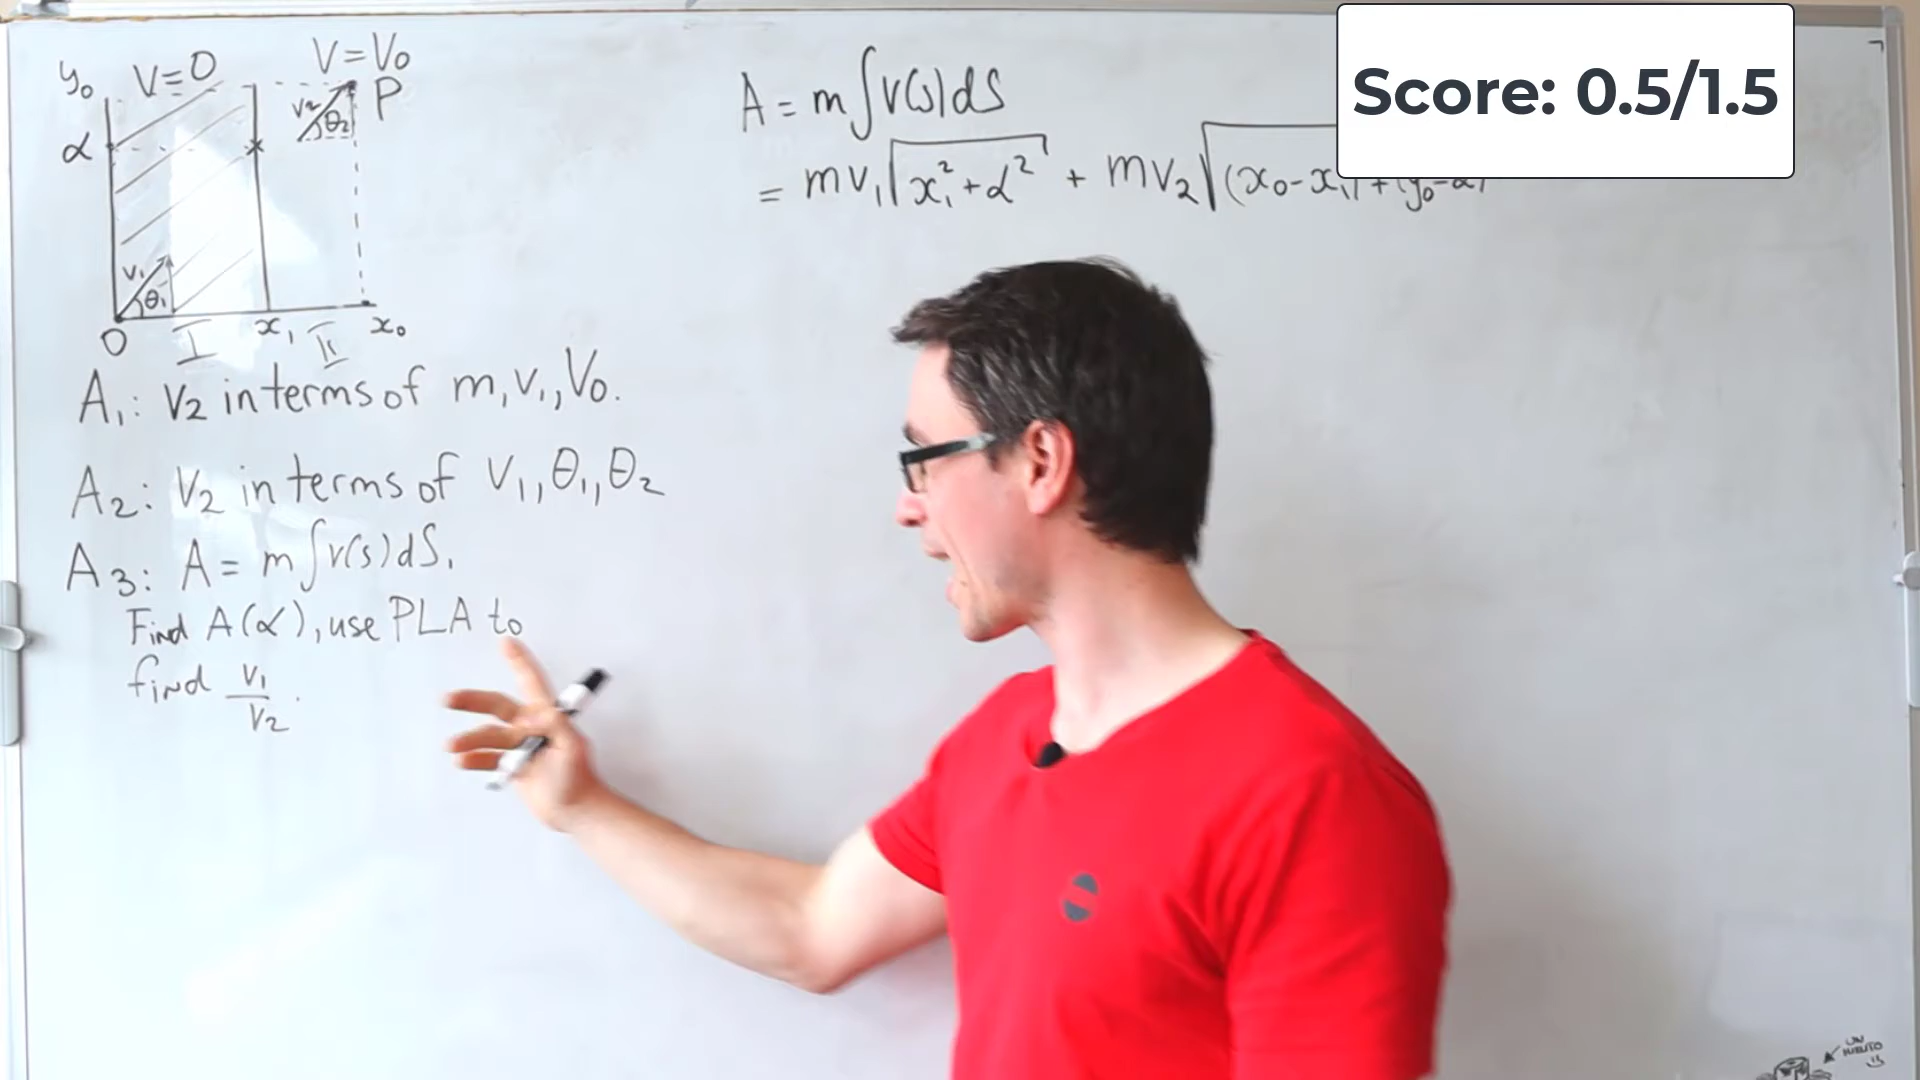 y₀ V=0 V=V₀
α v₂ θ₂ P
v₁ θ₁
0 I x₁ II x₀
A₁: v₂ in terms of m, v₁, V₀.
A₂: v₂ in terms of v₁, θ₁, θ₂
A₃: A = m∫v(s)ds.
Find A(α), use PLA to
find v₁/v₂.
A = m∫v(s)ds
= mv₁√(x₁²+α²) + mv₂√(x₀-x₁)+(y₀-α)
Score: 0.5/1.5
UN